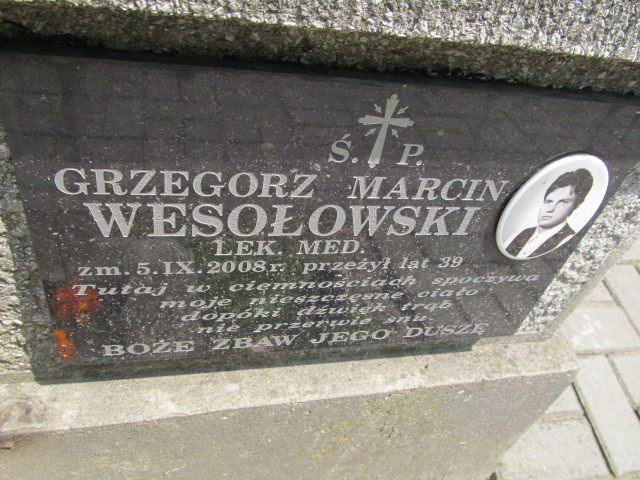 Ś. P.
GRZEGORZ MARCIN
WESOŁOWSKI
LEK. MED.
zm. 5.IX.2008 r. przeżył lat 39
Tutaj w ciemnościach spoczywa
moje nieszczęsne ciało
dopóki dźwięk trąb
nie przerwie snu
BOŻE ZBAW JEGO DUSZĘ